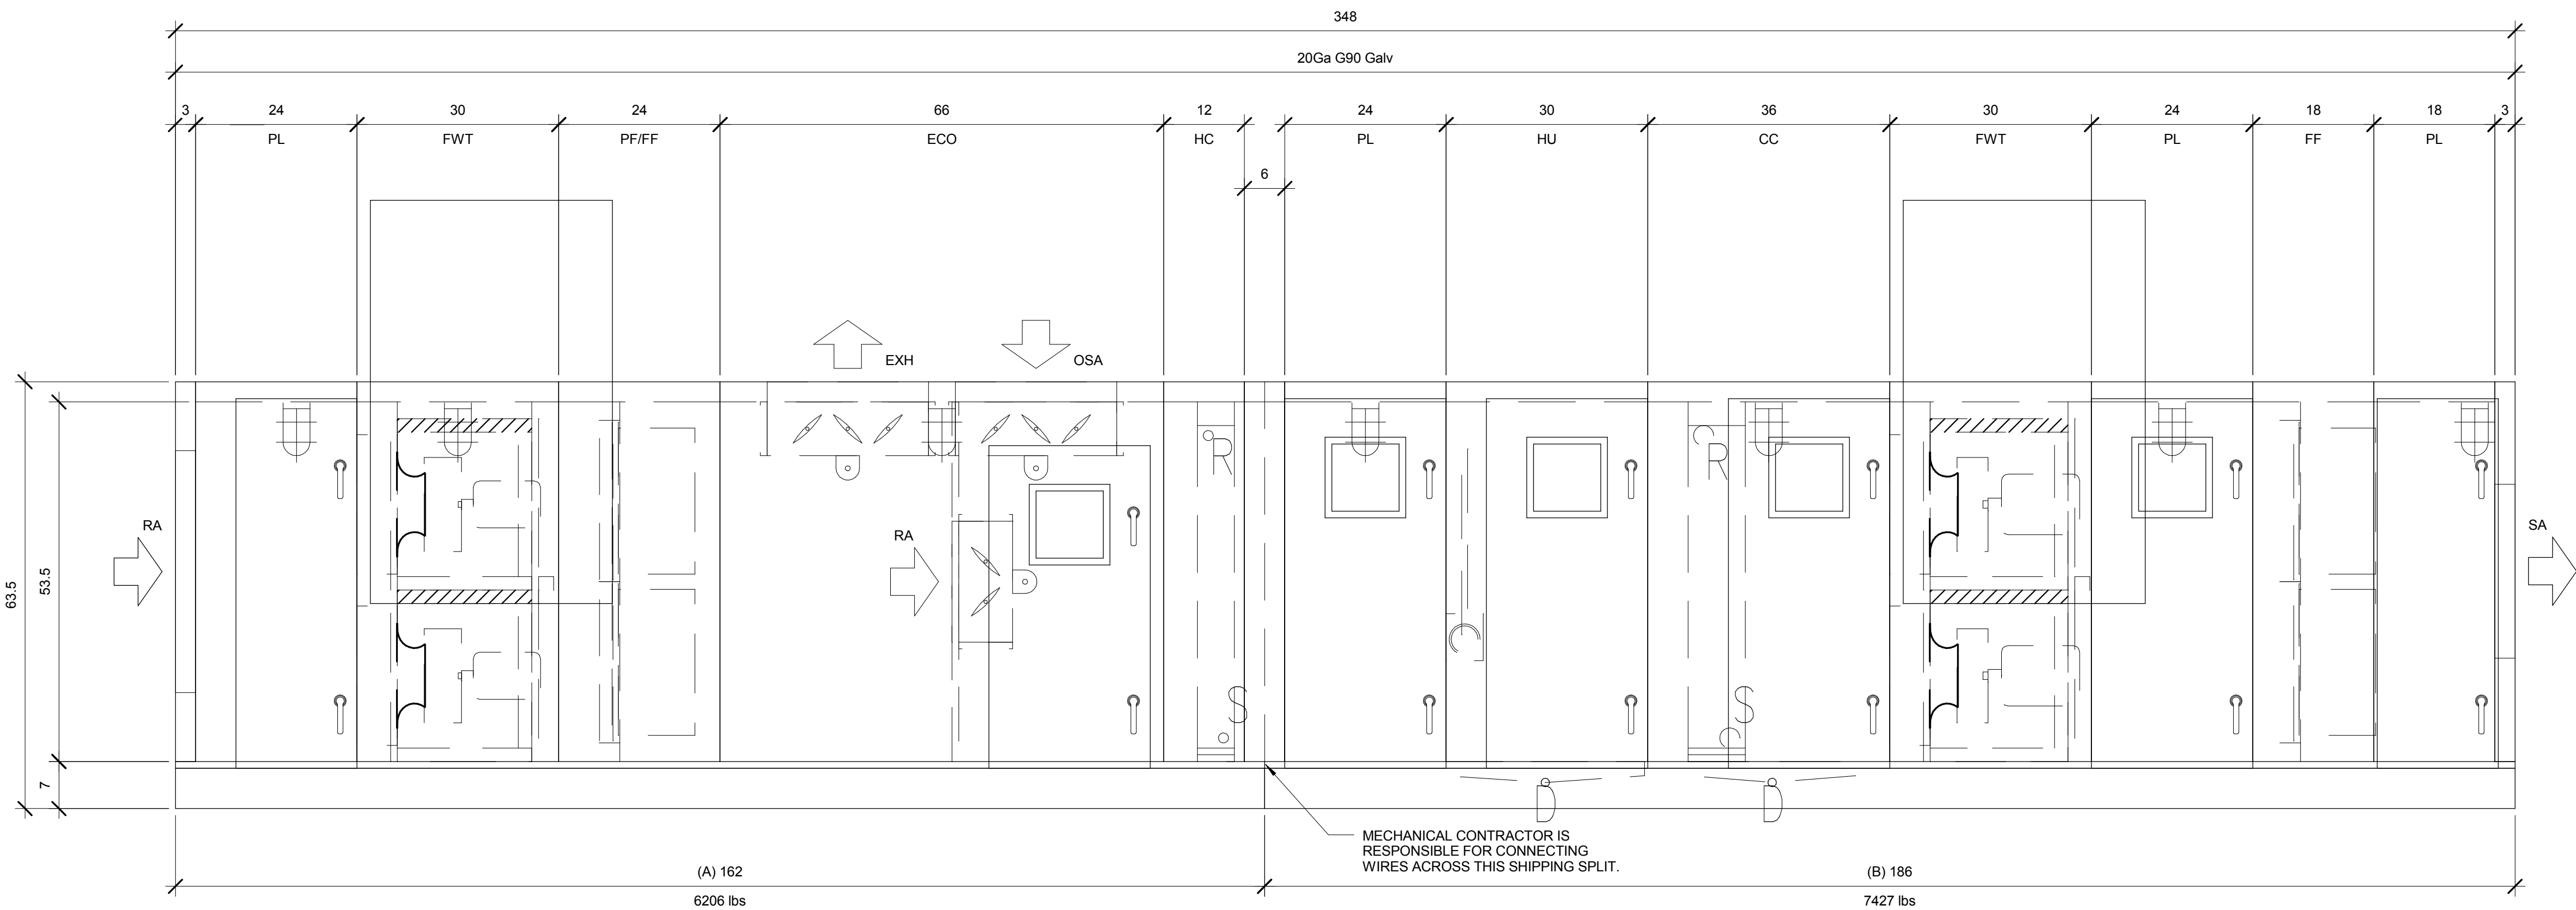 348
20Ga G90 Galv
3
24
30
24
66
12
24
30
36
30
24
18
18
3
PL
FWT
PF/FF
ECO
HC
PL
HU
CC
FWT
PL
FF
PL
6
EXH
OSA
R
R
RA
RA
SA
63.5
53.5
C
S
S
7
D
D
MECHANICAL CONTRACTOR IS
RESPONSIBLE FOR CONNECTING
WIRES ACROSS THIS SHIPPING SPLIT.
(A) 162
(B) 186
6206 lbs
7427 lbs